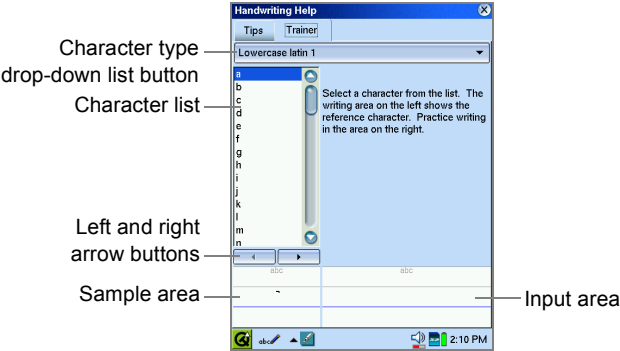 Handwriting Help
Tips
Trainer
Lowercase latin 1
a
b
c
d
e
f
g
h
i
j
k
l
m
n
Select a character from the list. The
writing area on the left shows the
reference character. Practice writing
in the area on the right.
abc
abc
abc
2:10 PM
Character type
drop-down list button
Character list
Left and right
arrow buttons
Sample area
Input area